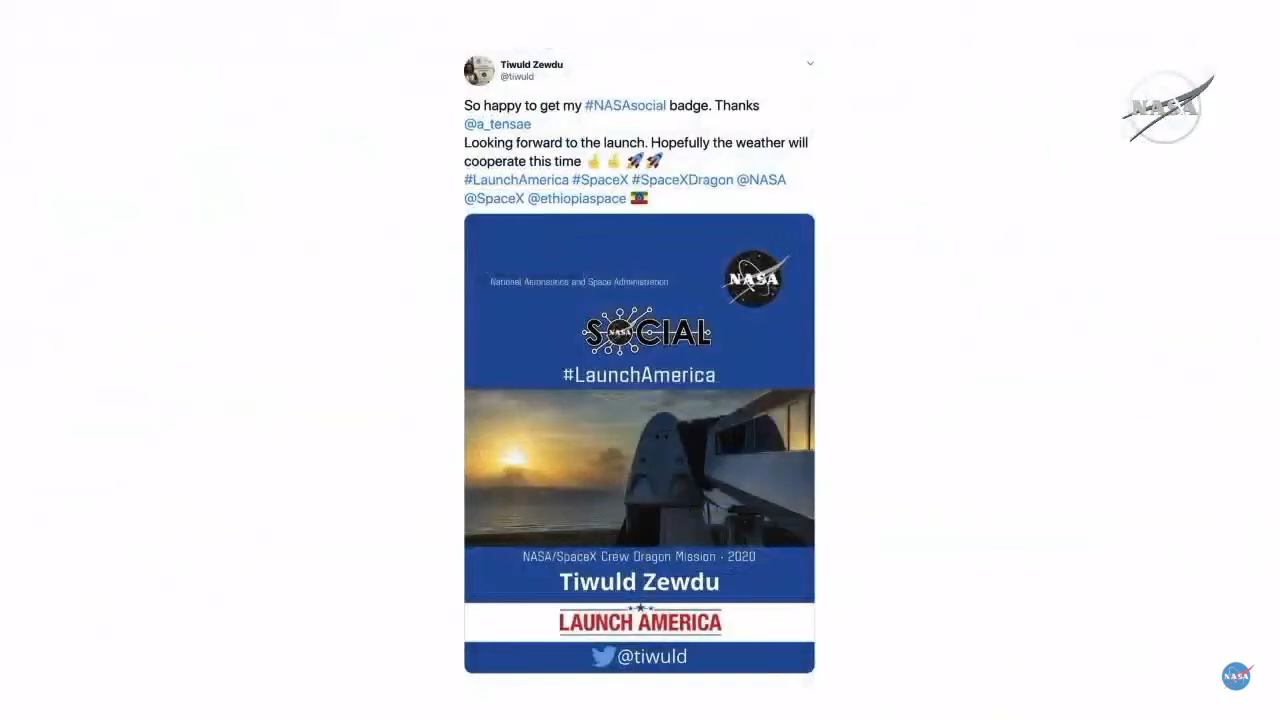 Tiwuld Zewdu
@tiwuld
NASA
So happy to get my #NASAsocial badge. Thanks
@a_tensae
Looking forward to the launch. Hopefully the weather will
cooperate this time 👍 👍 🚀 🚀
#LaunchAmerica #SpaceX #SpaceXDragon @NASA
@SpaceX @ethiopiaspace 🇪🇹
National Aeronautics and Space Administration
NASA
SOCIAL
NASA
#LaunchAmerica
NASA/SpaceX Crew Dragon Mission · 2020
Tiwuld Zewdu
LAUNCH AMERICA
@tiwuld
NASA